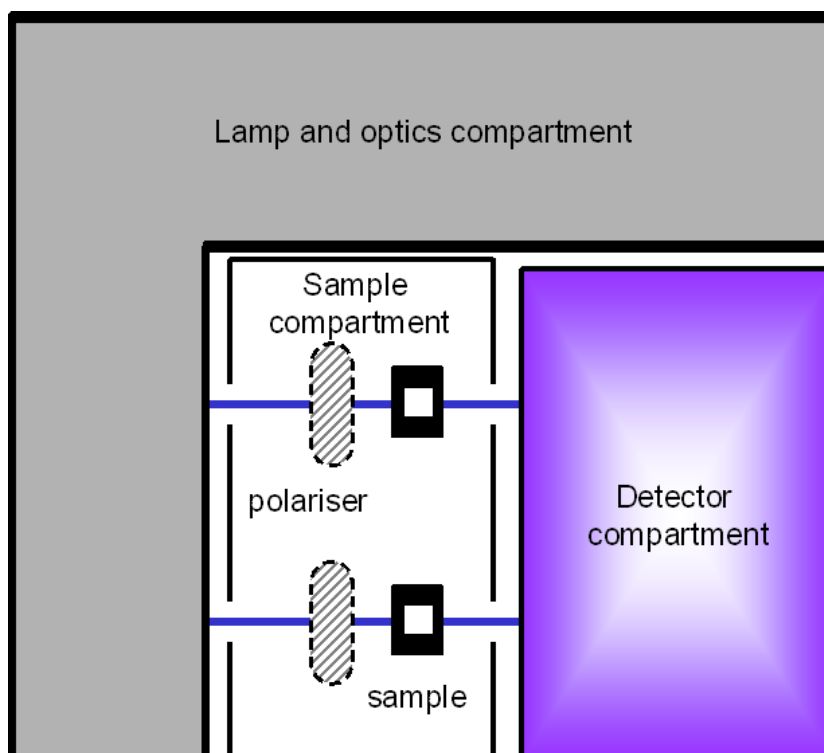 Lamp and optics compartment
Sample
compartment
polariser
Detector
compartment
sample